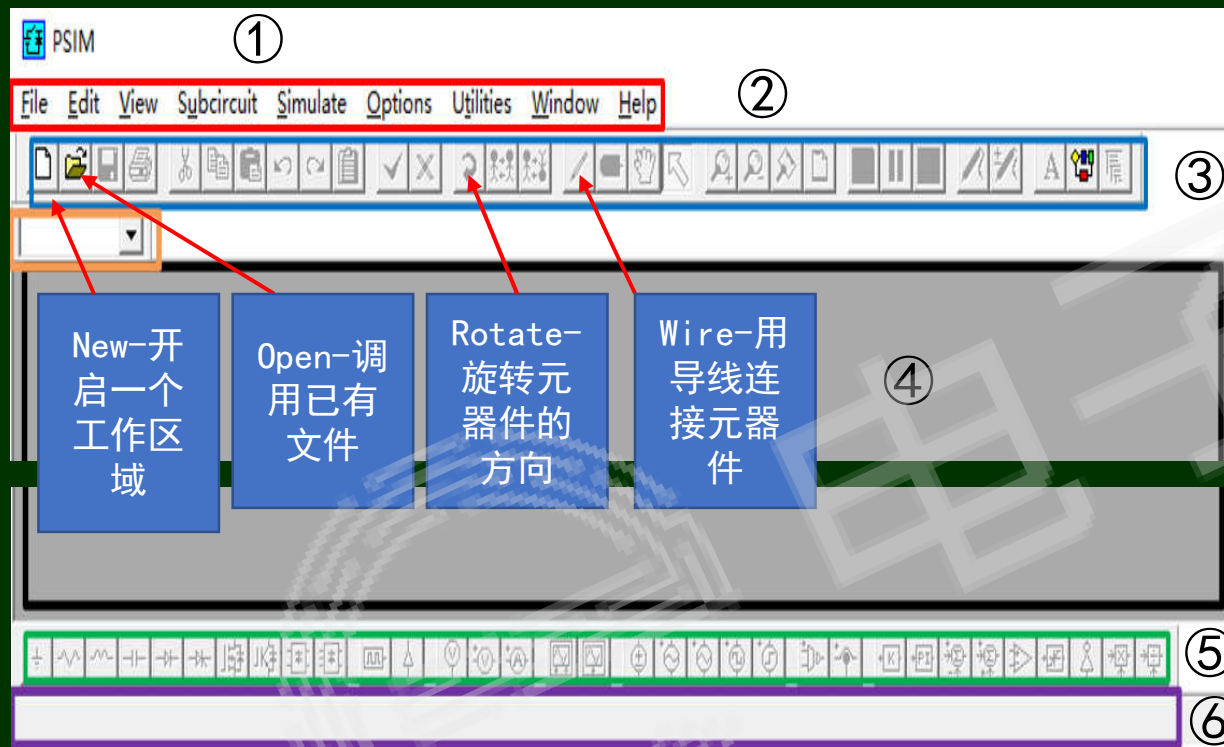 PSIM ①
File Edit View Subcircuit Simulate Options Utilities Window Help ②
③
New-开
启一个
工作区
域
Open-调
用已有
文件
Rotate-
旋转元
器件的
方向
Wire-用
导线连
接元器
件
④
⑤
⑥
电子